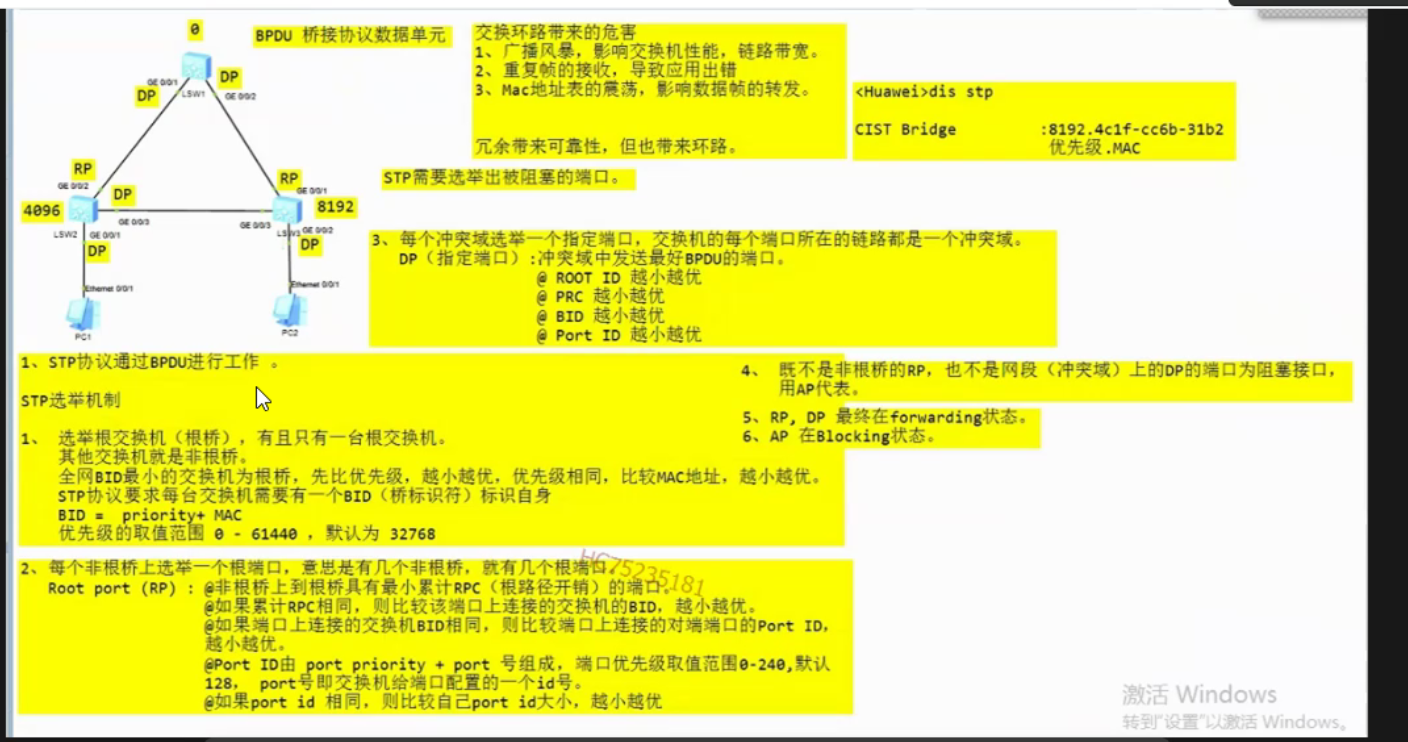 0
BPDU 桥接协议数据单元
GE 0/0/1
DP
DP
LSW1
GE 0/0/2
RP
GE 0/0/2
DP
4096
GE 0/0/3
LSW2
GE 0/0/1
DP
RP
GE 0/0/1
8192
GE 0/0/3
LSW3
GE 0/0/2
DP
Ethernet 0/0/1
Ethernet 0/0/1
PC1
PC2
交换环路带来的危害
1、广播风暴，影响交换机性能，链路带宽。
2、重复帧的接收，导致应用出错
3、Mac地址表的震荡，影响数据帧的转发。
冗余带来可靠性，但也带来环路。
<Huawei>dis stp
CIST Bridge :8192.4c1f-cc6b-31b2
优先级.MAC
STP需要选举出被阻塞的端口。
3、每个冲突域选举一个指定端口，交换机的每个端口所在的链路都是一个冲突域。
DP（指定端口）:冲突域中发送最好BPDU的端口。
@ ROOT ID 越小越优
@ PRC 越小越优
@ BID 越小越优
@ Port ID 越小越优
1、STP协议通过BPDU进行工作 。
STP选举机制
1、 选举根交换机（根桥），有且只有一台根交换机。
其他交换机就是非根桥。
全网BID最小的交换机为根桥，先比优先级，越小越优，优先级相同，比较MAC地址，越小越优。
STP协议要求每台交换机需要有一个BID（桥标识符）标识自身
BID = priority+ MAC
优先级的取值范围 0 - 61440 ，默认为 32768
4、 既不是非根桥的RP，也不是网段（冲突域）上的DP的端口为阻塞接口，
用AP代表。
5、RP, DP 最终在forwarding状态。
6、AP 在Blocking状态。
2、每个非根桥上选举一个根端口，意思是有几个非根桥，就有几个根端口。
Root port (RP) : @非根桥上到根桥具有最小累计RPC（根路径开销）的端口。
@如果累计RPC相同，则比较该端口上连接的交换机的BID，越小越优。
@如果端口上连接的交换机BID相同，则比较端口上连接的对端端口的Port ID，
越小越优。
@Port ID由 port priority + port 号组成，端口优先级取值范围0-240,默认
128， port号即交换机给端口配置的一个id号。
@如果port id 相同，则比较自己port id大小，越小越优
HC75235181
激活 Windows
转到"设置"以激活 Windows。